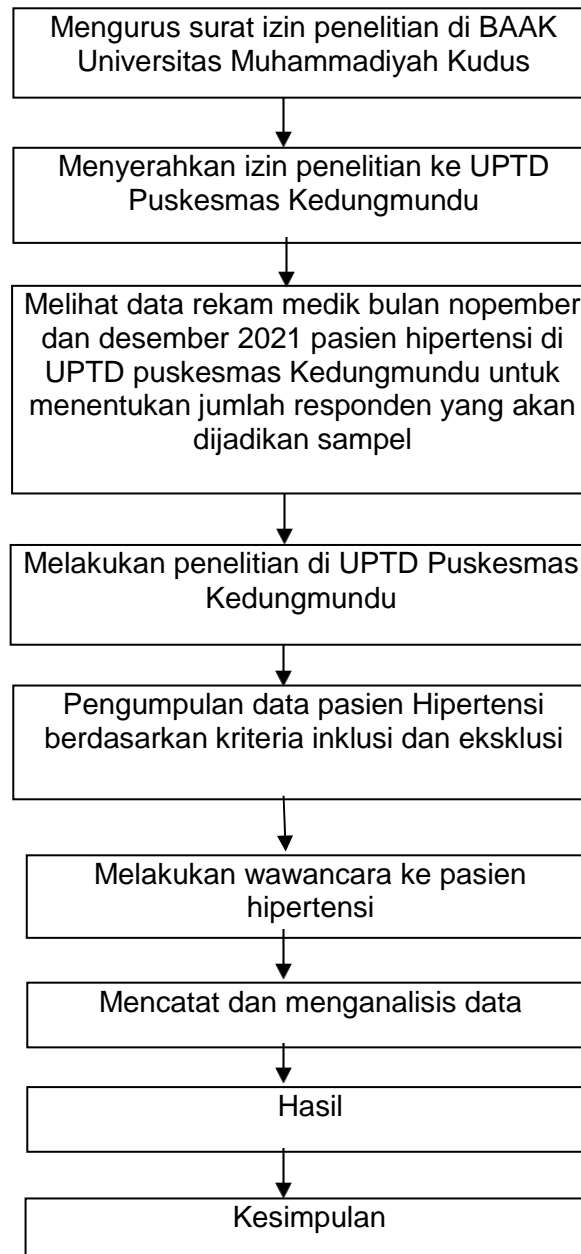 Mengurus surat izin penelitian di BAAK
Universitas Muhammadiyah Kudus
Menyerahkan izin penelitian ke UPTD
Puskesmas Kedungmundu
Melihat data rekam medik bulan nopember
dan desember 2021 pasien hipertensi di
UPTD puskesmas Kedungmundu untuk
menentukan jumlah responden yang akan
dijadikan sampel
Melakukan penelitian di UPTD Puskesmas
Kedungmundu
Pengumpulan data pasien Hipertensi
berdasarkan kriteria inklusi dan eksklusi
Melakukan wawancara ke pasien
hipertensi
Mencatat dan menganalisis data
Hasil
Kesimpulan